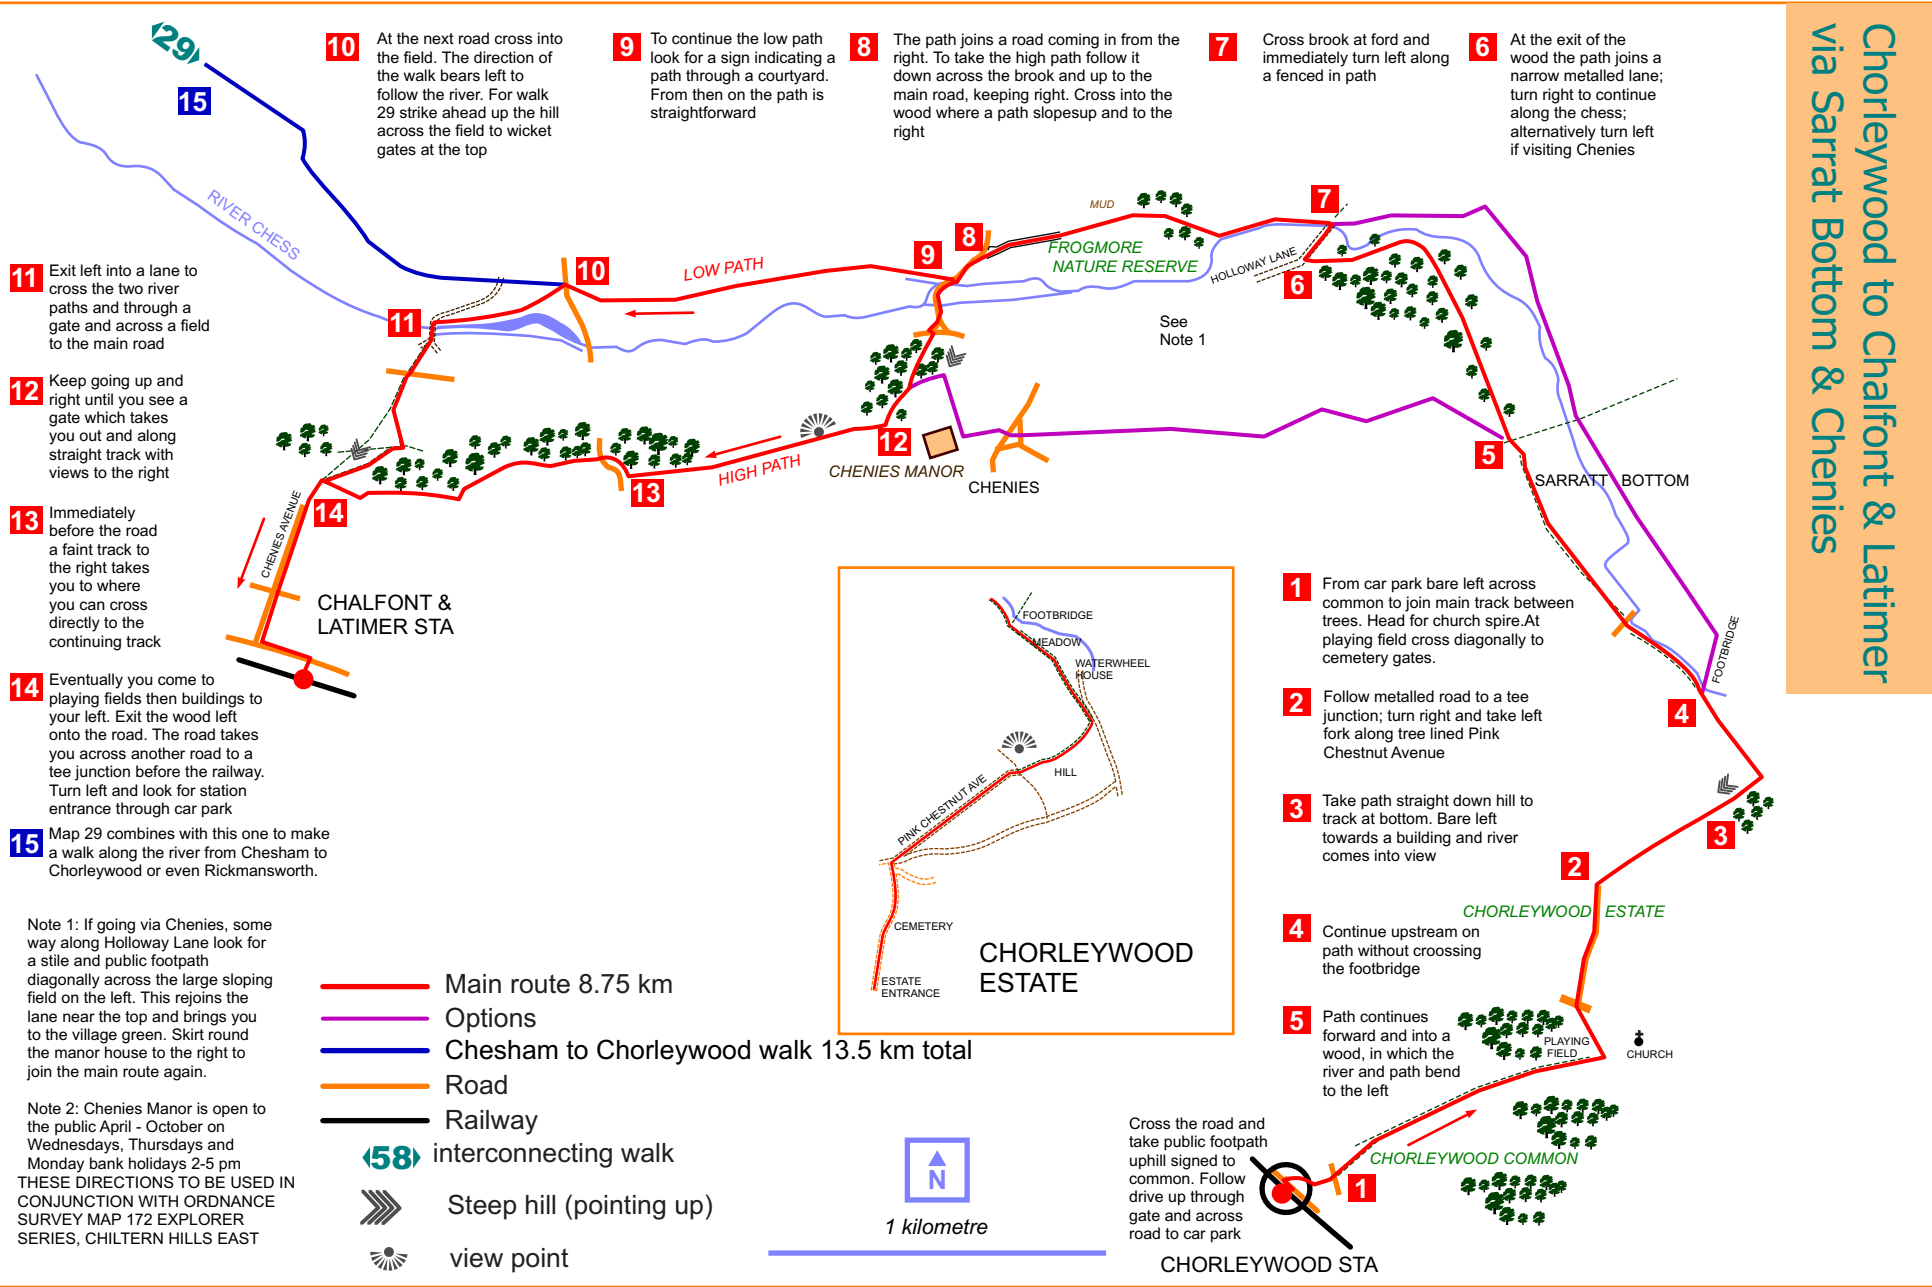 Chorleywood to Chalfont & Latimer
via Sarrat Bottom & Chenies
29
15
10
At the next road cross into
the field. The direction of
the walk bears left to
follow the river. For walk
29 strike ahead up the hill
across the field to wicket
gates at the top
9
To continue the low path
look for a sign indicating a
path through a courtyard.
From then on the path is
straightforward
8
The path joins a road coming in from the
right. To take the high path follow it
down across the brook and up to the
main road, keeping right. Cross into the
wood where a path slopesup and to the
right
7
Cross brook at ford and
immediately turn left along
a fenced in path
6
At the exit of the
wood the path joins a
narrow metalled lane;
turn right to continue
along the chess;
alternatively turn left
if visiting Chenies
RIVER CHESS
11
Exit left into a lane to
cross the two river
paths and through a
gate and across a field
to the main road
12
Keep going up and
right until you see a
gate which takes
you out and along
straight track with
views to the right
13
Immediately
before the road
a faint track to
the right takes
you to where
you can cross
directly to the
continuing track
14
Eventually you come to
playing fields then buildings to
your left. Exit the wood left
onto the road. The road takes
you across another road to a
tee junction before the railway.
Turn left and look for station
entrance through car park
15
Map 29 combines with this one to make
a walk along the river from Chesham to
Chorleywood or even Rickmansworth.
Note 1: If going via Chenies, some
way along Holloway Lane look for
a stile and public footpath
diagonally across the large sloping
field on the left. This rejoins the
lane near the top and brings you
to the village green. Skirt round
the manor house to the right to
join the main route again.
Note 2: Chenies Manor is open to
the public April - October on
Wednesdays, Thursdays and
Monday bank holidays 2-5 pm
THESE DIRECTIONS TO BE USED IN
CONJUNCTION WITH ORDNANCE
SURVEY MAP 172 EXPLORER
SERIES, CHILTERN HILLS EAST
10
11
LOW PATH
9
8
MUD
FROGMORE
NATURE RESERVE
7
HOLLOWAY LANE
6
See
Note 1
12
CHENIES MANOR
CHENIES
HIGH PATH
13
14
CHENIES AVENUE
CHALFONT &
LATIMER STA
5
SARRATT BOTTOM
FOOTBRIDGE
4
3
2
CHORLEYWOOD ESTATE
PLAYING
FIELD
CHURCH
CHORLEYWOOD COMMON
1
CHORLEYWOOD STA
FOOTBRIDGE
MEADOW
WATERWHEEL
HOUSE
HILL
PINK CHESTNUT AVE
CEMETERY
ESTATE
ENTRANCE
CHORLEYWOOD
ESTATE
1
From car park bare left across
common to join main track between
trees. Head for church spire.At
playing field cross diagonally to
cemetery gates.
2
Follow metalled road to a tee
junction; turn right and take left
fork along tree lined Pink
Chestnut Avenue
3
Take path straight down hill to
track at bottom. Bare left
towards a building and river
comes into view
4
Continue upstream on
path without croossing
the footbridge
5
Path continues
forward and into a
wood, in which the
river and path bend
to the left
Cross the road and
take public footpath
uphill signed to
common. Follow
drive up through
gate and across
road to car park
Main route 8.75 km
Options
Chesham to Chorleywood walk 13.5 km total
Road
Railway
58 interconnecting walk
Steep hill (pointing up)
view point
N
1 kilometre